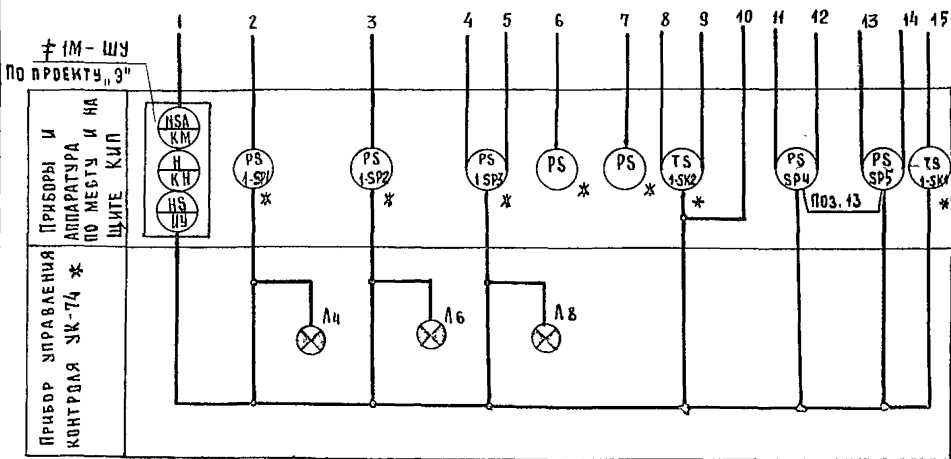 1 2 3 4 5 6 7 8 9 10 11 12 13 14 15
≠ 1М - ШУ
ПО ПРОЕКТУ „Э"
ПРИБОРЫ И
АППАРАТУРА
ПО МЕСТУ И НА
ЩИТЕ КИП
HSA
КМ
H
КН
HS
ПУ
PS
1-SP1
*
PS
1-SP2
*
PS
1SP3
*
PS
*
PS
*
TS
1-SK2
*
PS
SP4
ПОЗ. 13
PS
SP5
TS
1-SK1
*
ПРИБОР УПРАВЛЕНИЯ
КОНТРОЛЯ УК-74 *
Л4
Л6
Л8